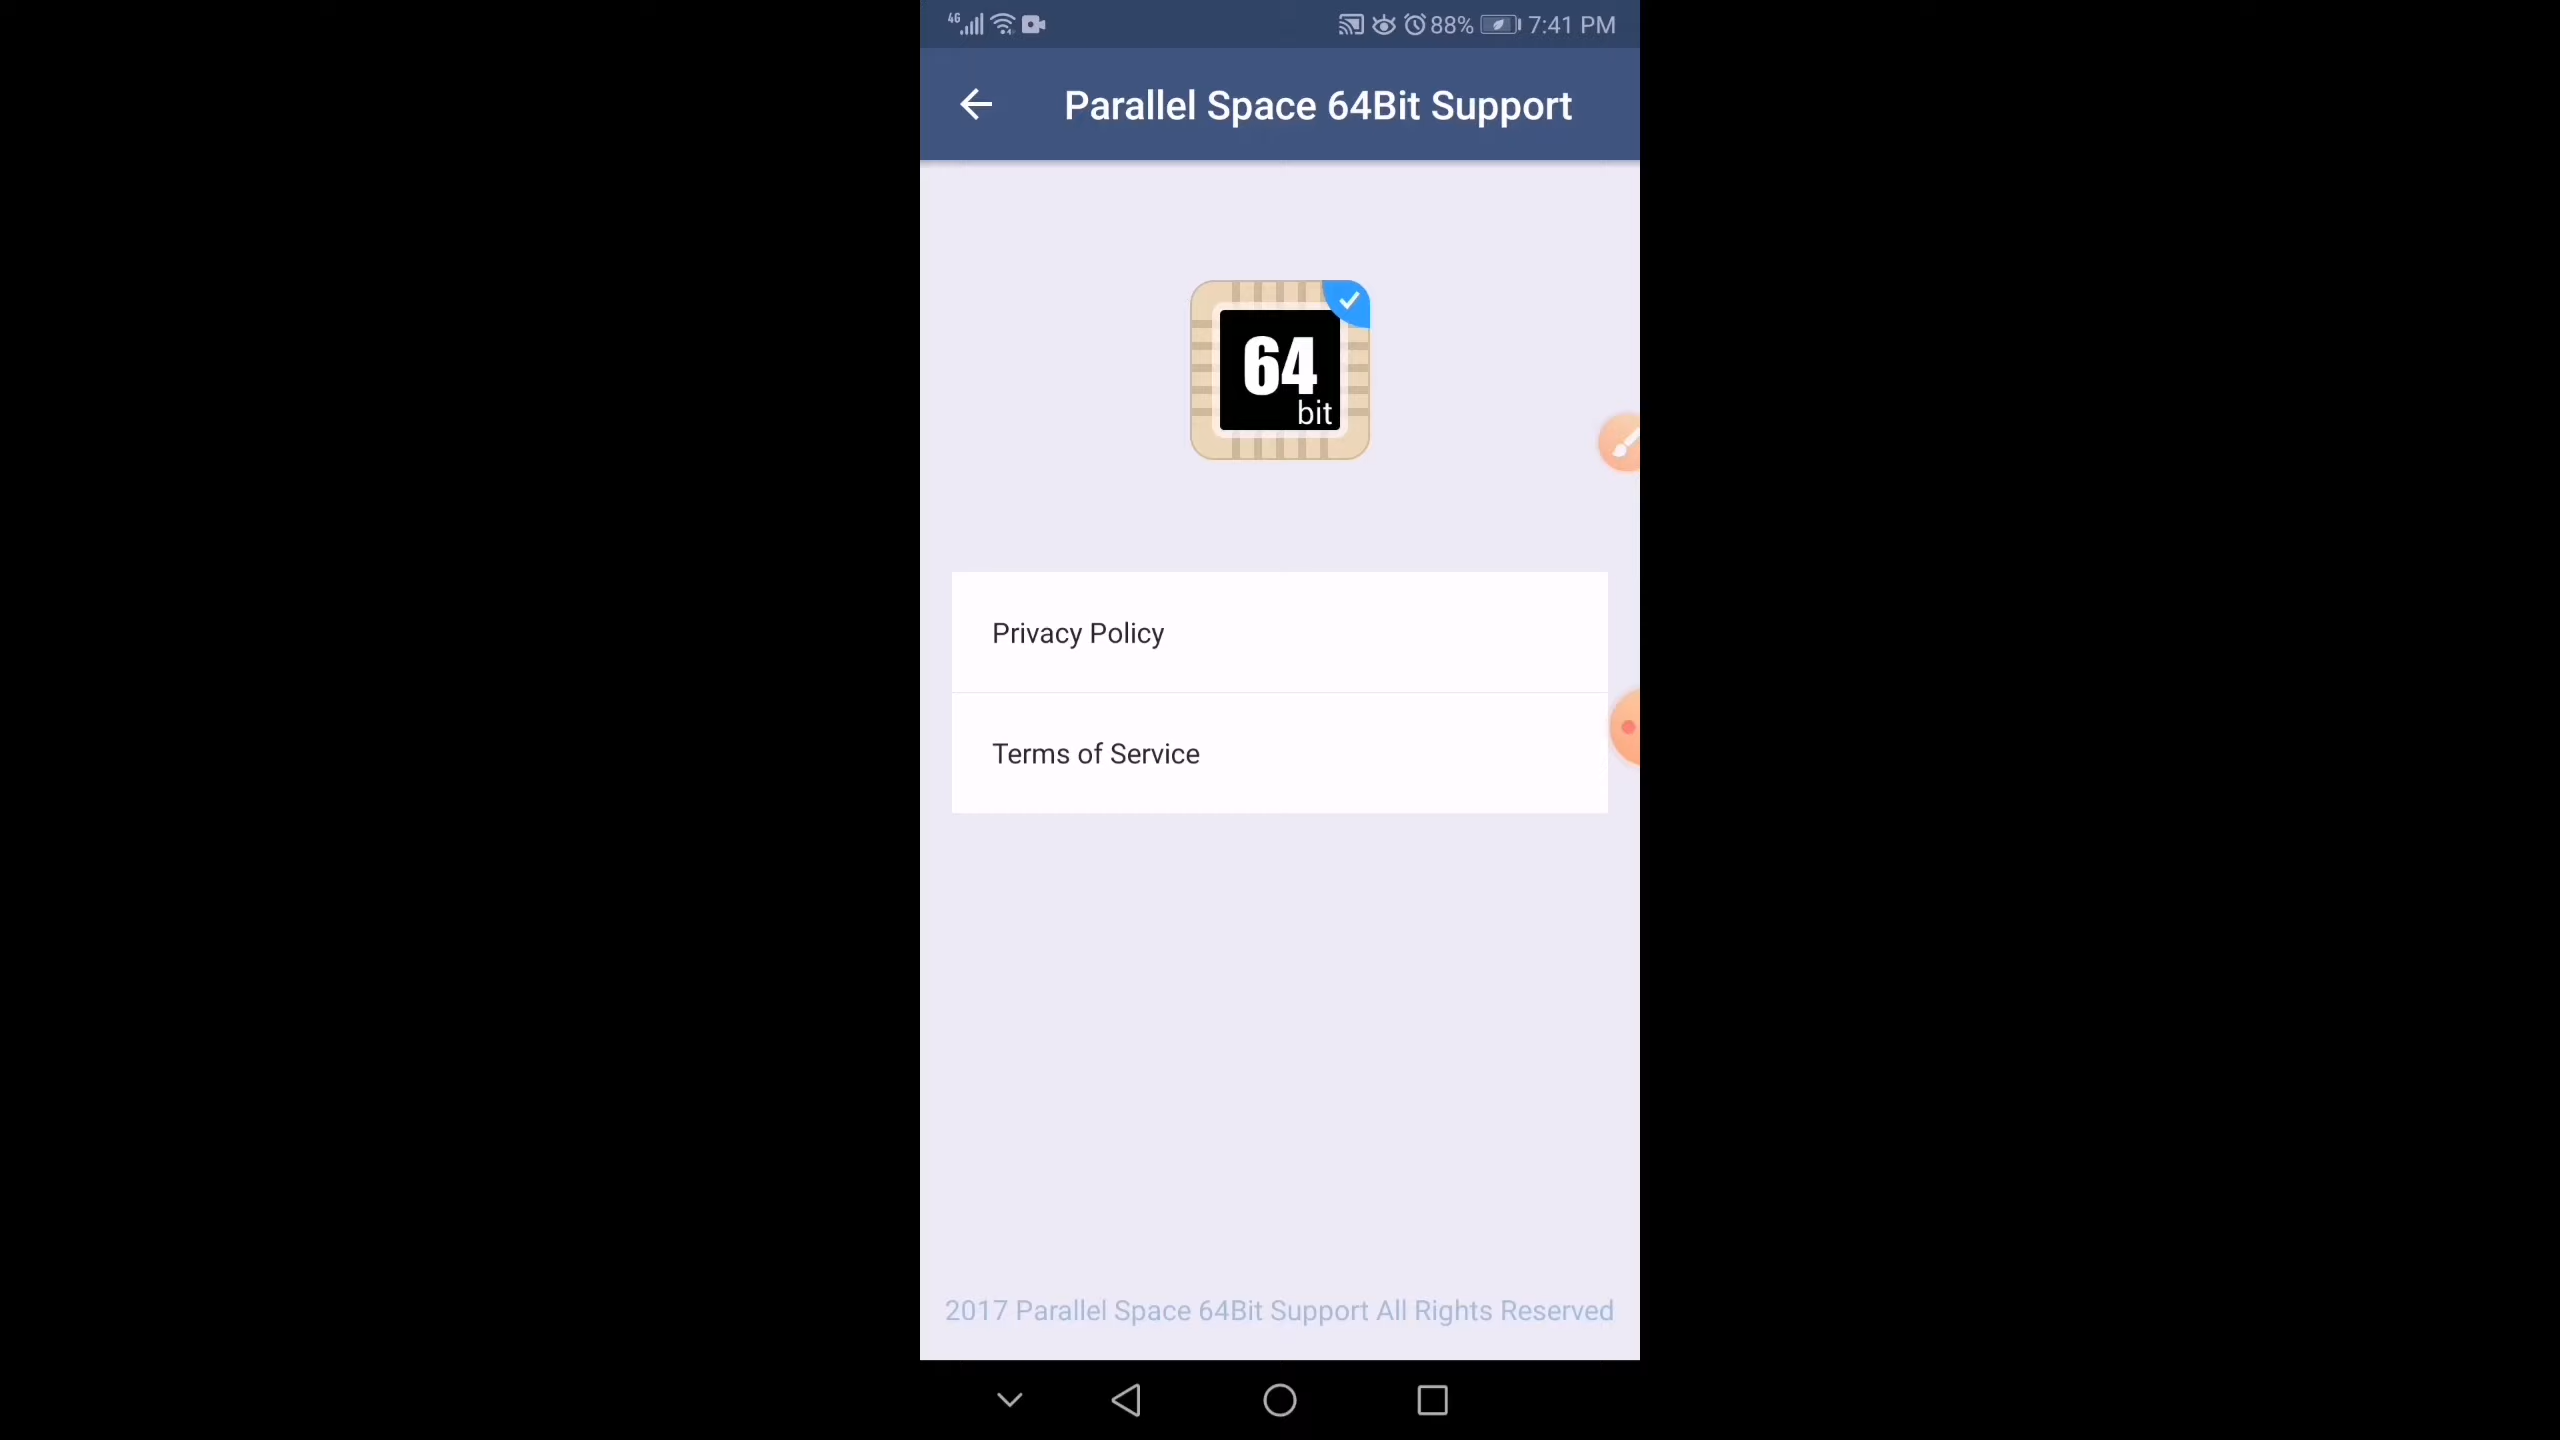 4G 88% 7:41 PM
Parallel Space 64Bit Support
64
bit
Privacy Policy
Terms of Service
2017 Parallel Space 64Bit Support All Rights Reserved